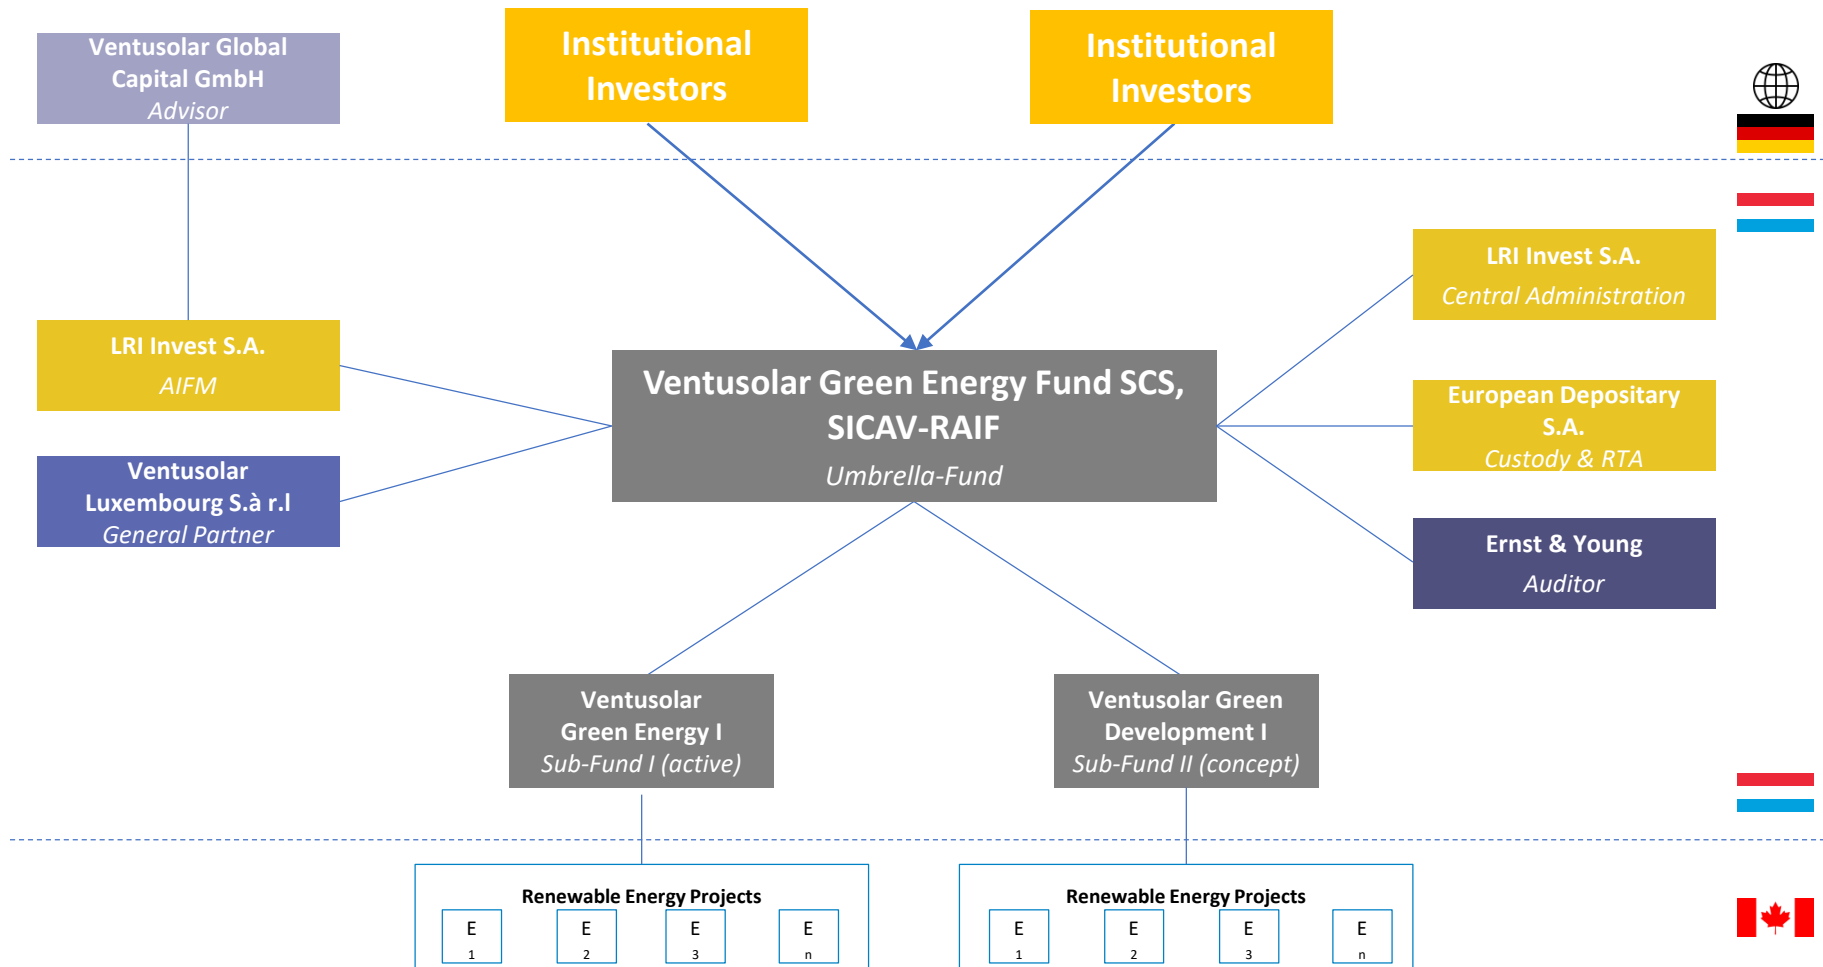 Ventusolar Global
Capital GmbH
Advisor
Institutional
Investors
Institutional
Investors
LRI Invest S.A.
AIFM
Ventusolar
Luxembourg S.à r.l
General Partner
Ventusolar Green Energy Fund SCS,
SICAV-RAIF
Umbrella-Fund
LRI Invest S.A.
Central Administration
European Depositary
S.A.
Custody & RTA
Ernst & Young
Auditor
Ventusolar
Green Energy I
Sub-Fund I (active)
Ventusolar Green
Development I
Sub-Fund II (concept)
Renewable Energy Projects
E
1
E
2
E
3
E
n
Renewable Energy Projects
E
1
E
2
E
3
E
n